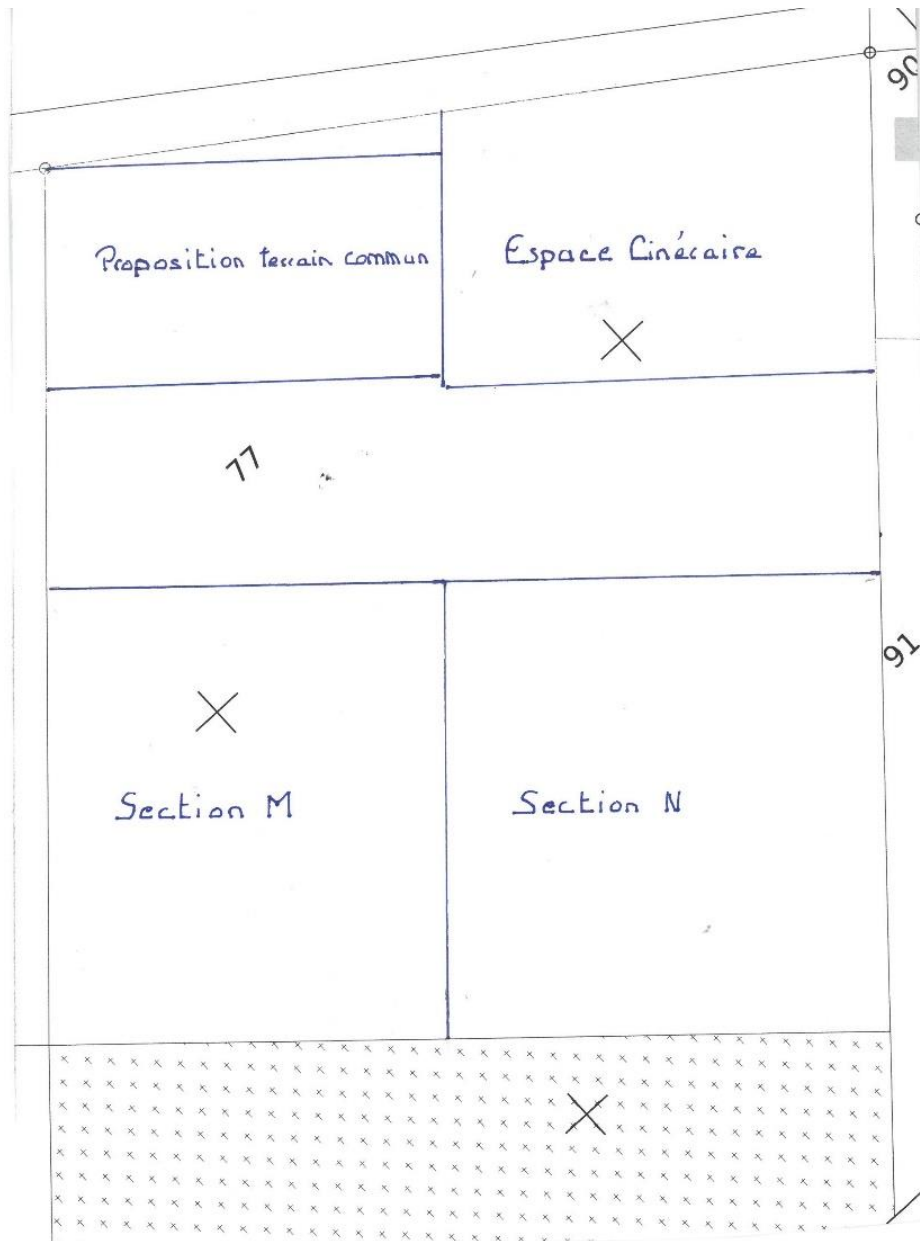 90
Proposition terrain commun
Espace Cinéraire
77
91
Section M
Section N